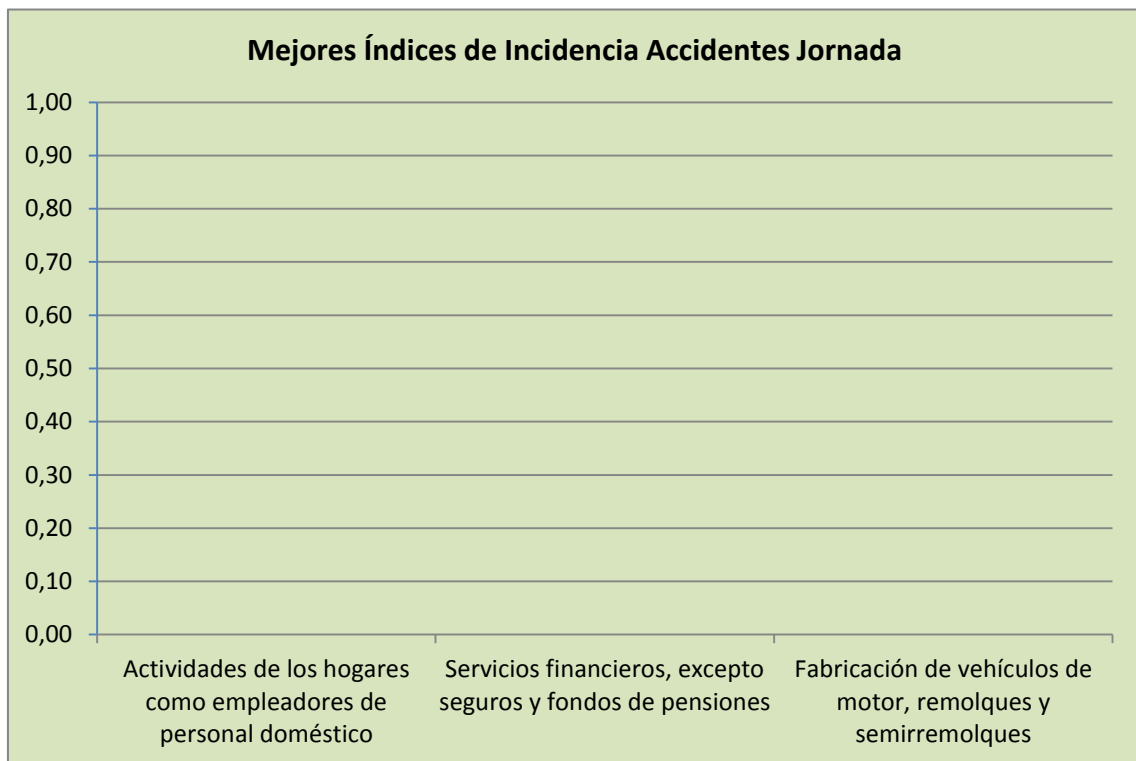 Mejores Índices de Incidencia Accidentes Jornada
1,00
0,90
0,80
0,70
0,60
0,50
0,40
0,30
0,20
0,10
0,00
Actividades de los hogares
como empleadores de
personal doméstico
Servicios financieros, excepto
seguros y fondos de pensiones
Fabricación de vehículos de
motor, remolques y
semirremolques